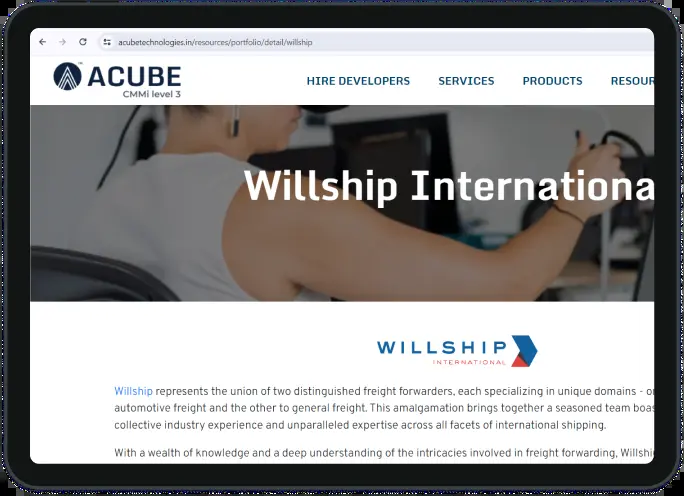 acubetechnologies.in/resources/portfolio/detail/willship
ACUBE
CMMi level 3
HIRE DEVELOPERS SERVICES PRODUCTS RESOUR
Willship Internationa
WILLSHIP
INTERNATIONAL
Willship represents the union of two distinguished freight forwarders, each specializing in unique domains - o
automotive freight and the other to general freight. This amalgamation brings together a seasoned team boas
collective industry experience and unparalleled expertise across all facets of international shipping.
With a wealth of knowledge and a deep understanding of the intricacies involved in freight forwarding, Willshi